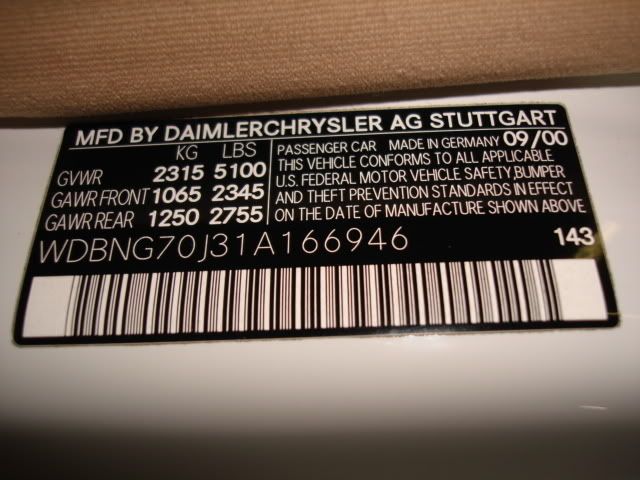 MFD BY DAIMLERCHRYSLER AG STUTTGART
KG LBS
GVWR 2315 5100
GAWR FRONT 1065 2345
GAWR REAR 1250 2755
PASSENGER CAR MADE IN GERMANY 09/00
THIS VEHICLE CONFORMS TO ALL APPLICABLE
U.S. FEDERAL MOTOR VEHICLE SAFETY,BUMPER
AND THEFT PREVENTION STANDARDS IN EFFECT
ON THE DATE OF MANUFACTURE SHOWN ABOVE
WDBNG70J31A166946 143